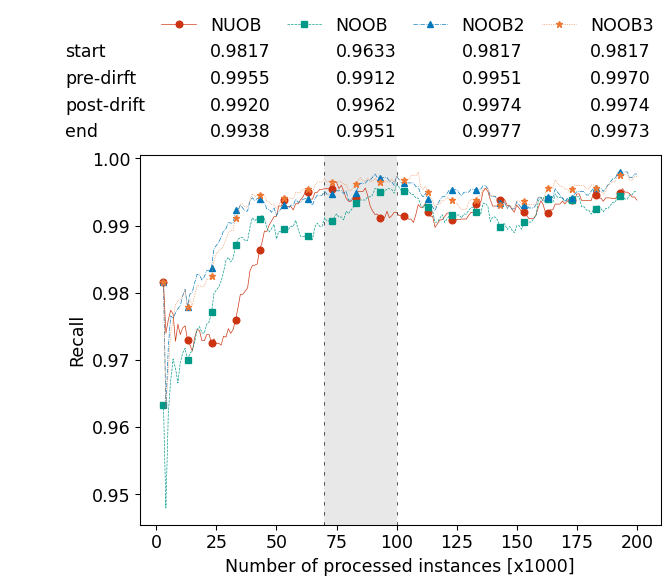 NUOB NOOB NOOB2 NOOB3
start 0.9817 0.9633 0.9817 0.9817
pre-dirft 0.9955 0.9912 0.9951 0.9970
post-drift 0.9920 0.9962 0.9974 0.9974
end 0.9938 0.9951 0.9977 0.9973
1.00
0.99
0.98
0.97
0.96
0.95
Recall
0 25 50 75 100 125 150 175 200
Number of processed instances [x1000]